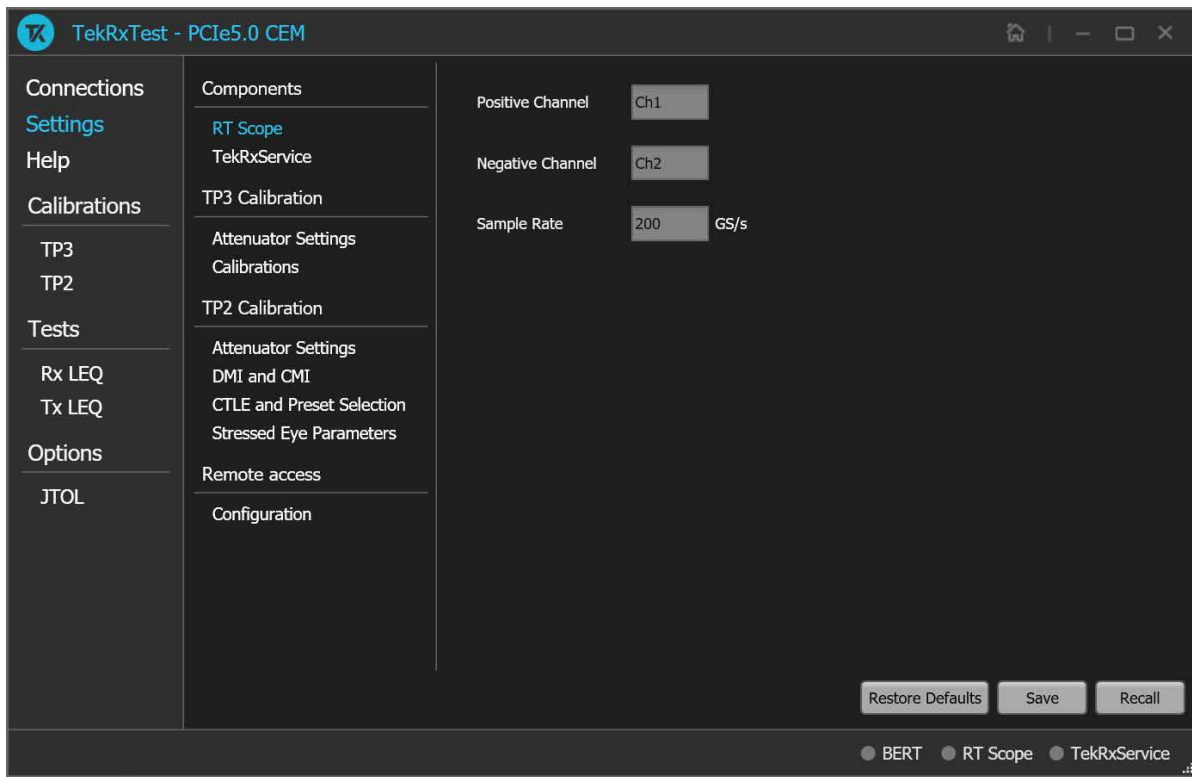 TekRxTest - PCIe5.0 CEM
Connections
Settings
Help
Calibrations
TP3
TP2
Tests
Rx LEQ
Tx LEQ
Options
JTOL
Components
RT Scope
TekRxService
TP3 Calibration
Attenuator Settings
Calibrations
TP2 Calibration
Attenuator Settings
DMI and CMI
CTLE and Preset Selection
Stressed Eye Parameters
Remote access
Configuration
Positive Channel Ch1
Negative Channel Ch2
Sample Rate 200 GS/s
Restore Defaults Save Recall
BERT RT Scope TekRxService